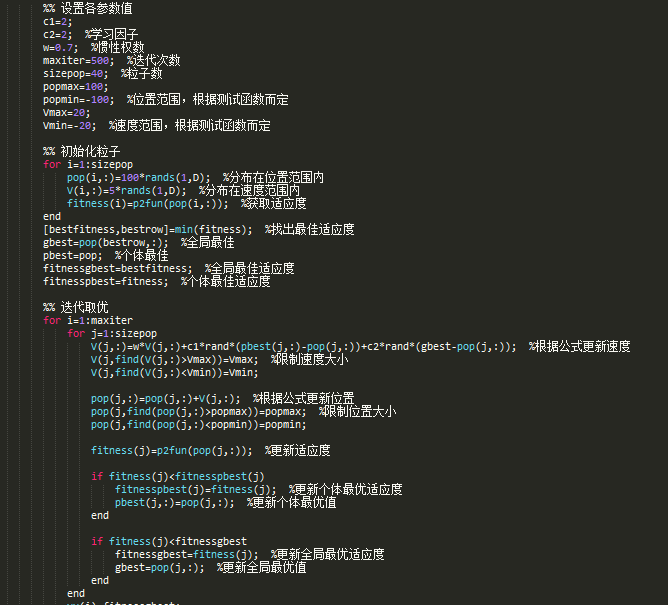 %% 设置各参数值
c1=2;
c2=2;  %学习因子
w=0.7;  %惯性权数
maxiter=500;  %迭代次数
sizepop=40;  %粒子数
popmax=100;
popmin=-100;  %位置范围，根据测试函数而定
Vmax=20;
Vmin=-20;  %速度范围，根据测试函数而定
%% 初始化粒子
for i=1:sizepop
pop(i,:)=100*rands(1,D);  %分布在位置范围内
V(i,:)=5*rands(1,D);  %分布在速度范围内
fitness(i)=p2fun(pop(i,:));  %获取适应度
end
[bestfitness,bestrow]=min(fitness);  %找出最佳适应度
gbest=pop(bestrow,:);  %全局最佳
pbest=pop;  %个体最佳
fitnessgbest=bestfitness;  %全局最佳适应度
fitnesspbest=fitness;  %个体最佳适应度
%% 迭代取优
for i=1:maxiter
for j=1:sizepop
V(j,:)=w*V(j,:)+c1*rand*(pbest(j,:)-pop(j,:))+c2*rand*(gbest-pop(j,:));  %根据公式更新速度
V(j,find(V(j,:)>Vmax))=Vmax;  %限制速度大小
V(j,find(V(j,:)<Vmin))=Vmin;
pop(j,:)=pop(j,:)+V(j,:);  %根据公式更新位置
pop(j,find(pop(j,:)>popmax))=popmax;  %限制位置大小
pop(j,find(pop(j,:)<popmin))=popmin;
fitness(j)=p2fun(pop(j,:));  %更新适应度
if fitness(j)<fitnesspbest(j)
fitnesspbest(j)=fitness(j);  %更新个体最优适应度
pbest(j,:)=pop(j,:);  %更新个体最优值
end
if fitness(j)<fitnessgbest
fitnessgbest=fitness(j);  %更新全局最优适应度
gbest=pop(j,:);  %更新全局最优值
end
end